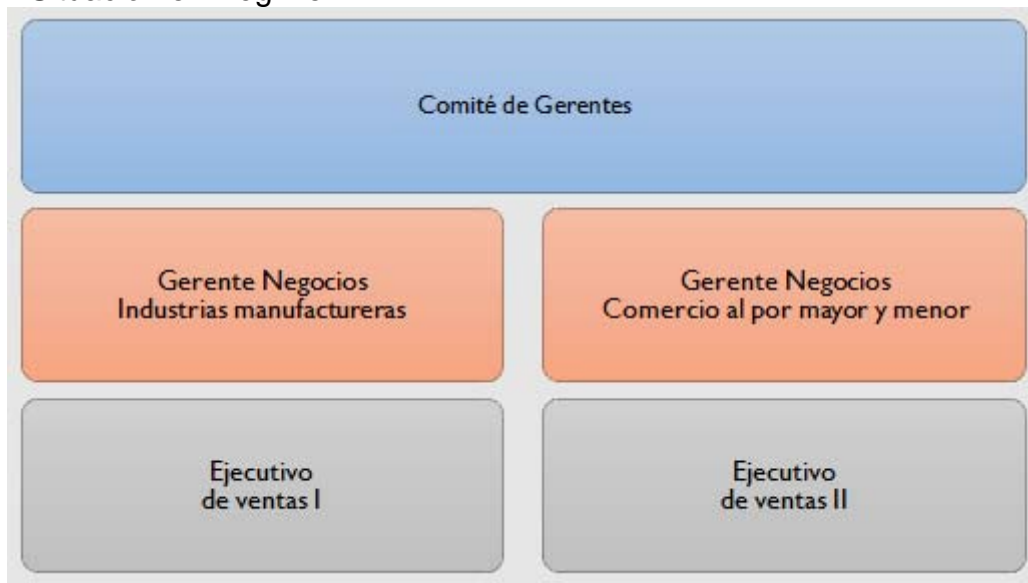 Comité de Gerentes
Gerente Negocios
Industrias manufactureras
Gerente Negocios
Comercio al por mayor y menor
Ejecutivo
de ventas I
Ejecutivo
de ventas II